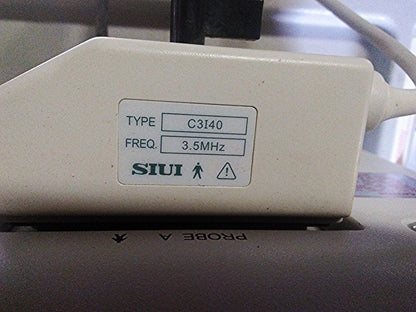 TYPE C3I40
FREQ. 3.5MHz
SIUI
PROBE A